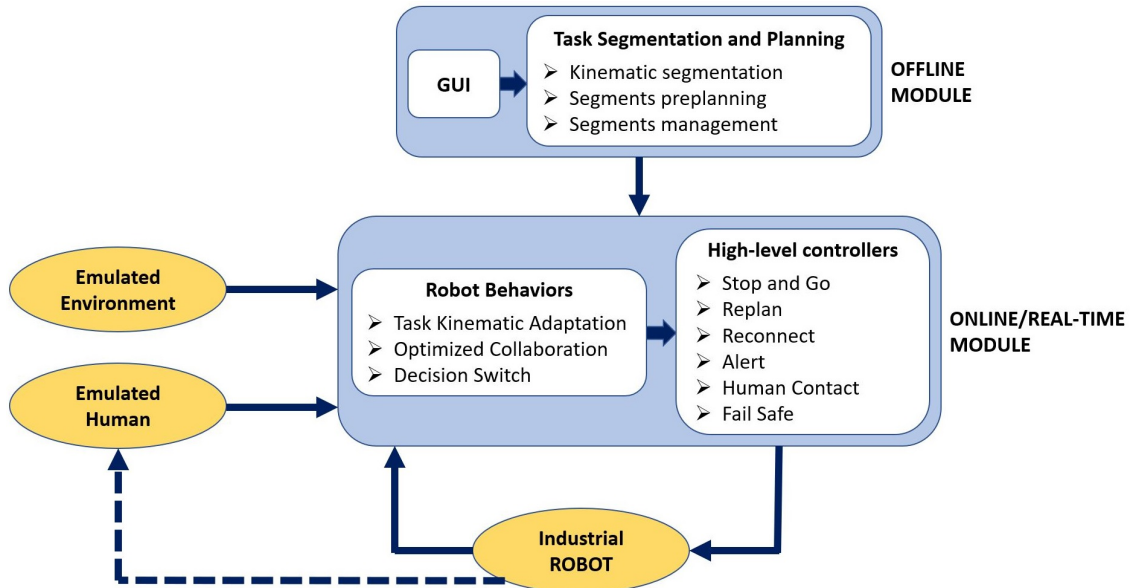 Task Segmentation and Planning
GUI
➢ Kinematic segmentation
➢ Segments preplanning
➢ Segments management
OFFLINE
MODULE
Emulated
Environment
Emulated
Human
Robot Behaviors
➢ Task Kinematic Adaptation
➢ Optimized Collaboration
➢ Decision Switch
High-level controllers
➢ Stop and Go
➢ Replan
➢ Reconnect
➢ Alert
➢ Human Contact
➢ Fail Safe
ONLINE/REAL-TIME
MODULE
Industrial
ROBOT